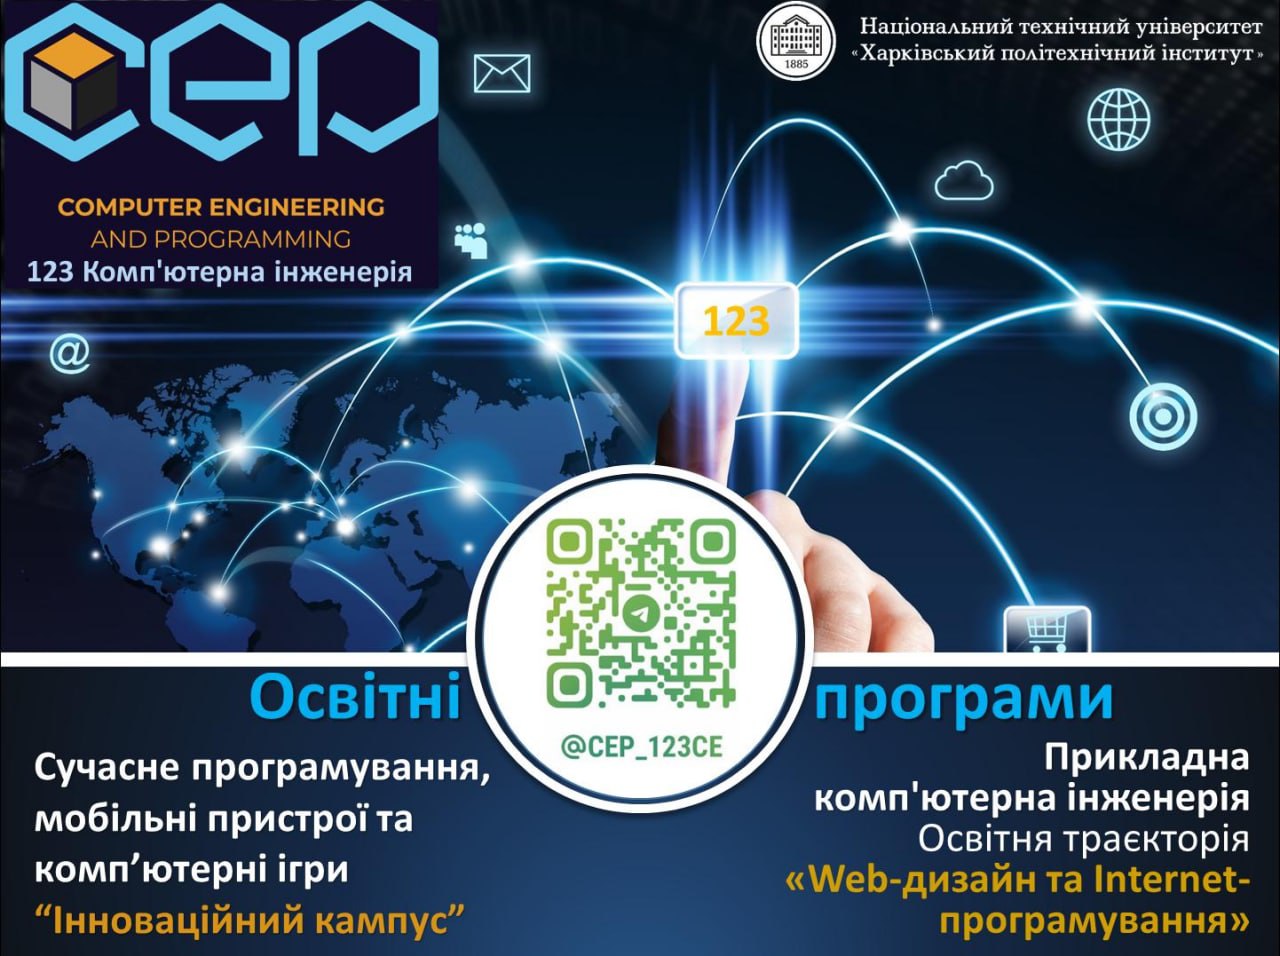 cep
COMPUTER ENGINEERING
AND PROGRAMMING
123 Комп'ютерна інженерія
1885
Національний технічний університет
«Харківський політехнічний інститут»
@
123
Освітні програми
@CEP_123CE
Сучасне програмування,
мобільні пристрої та
комп’ютерні ігри
“Інноваційний кампус”
Прикладна
комп'ютерна інженерія
Освітня траєкторія
«Web-дизайн та Internet-
програмування»